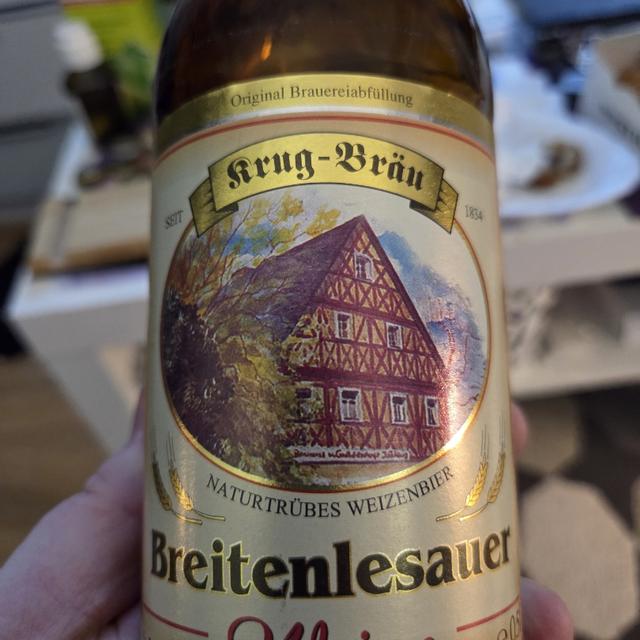 Original Brauereiabfüllung
Krug-Bräu
SEIT 1834
NATURTRÜBES WEIZENBIER
Breitenlesauer